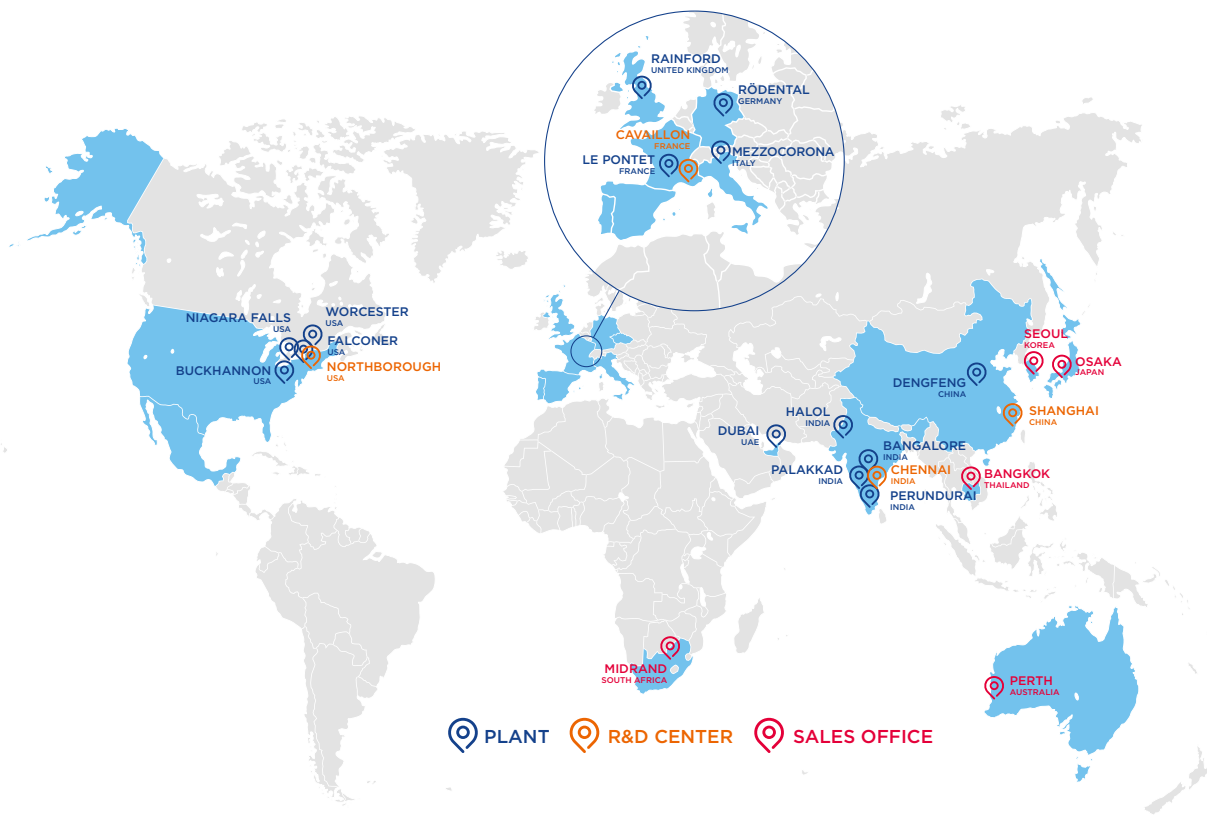 RAINFORD
UNITED KINGDOM
RÖDENTAL
GERMANY
CAVAILLON
FRANCE
MEZZOCORONA
ITALY
LE PONTET
FRANCE
NIAGARA FALLS
USA
WORCESTER
USA
FALCONER
USA
NORTHBOROUGH
USA
BUCKHANNON
USA
SEOUL
KOREA
OSAKA
JAPAN
DENGFENG
CHINA
SHANGHAI
CHINA
HALOL
INDIA
DUBAI
UAE
BANGALORE
INDIA
PALAKKAD
INDIA
CHENNAI
INDIA
BANGKOK
THAILAND
PERUNDURAI
INDIA
MIDRAND
SOUTH AFRICA
PERTH
AUSTRALIA
PLANT
R&D CENTER
SALES OFFICE